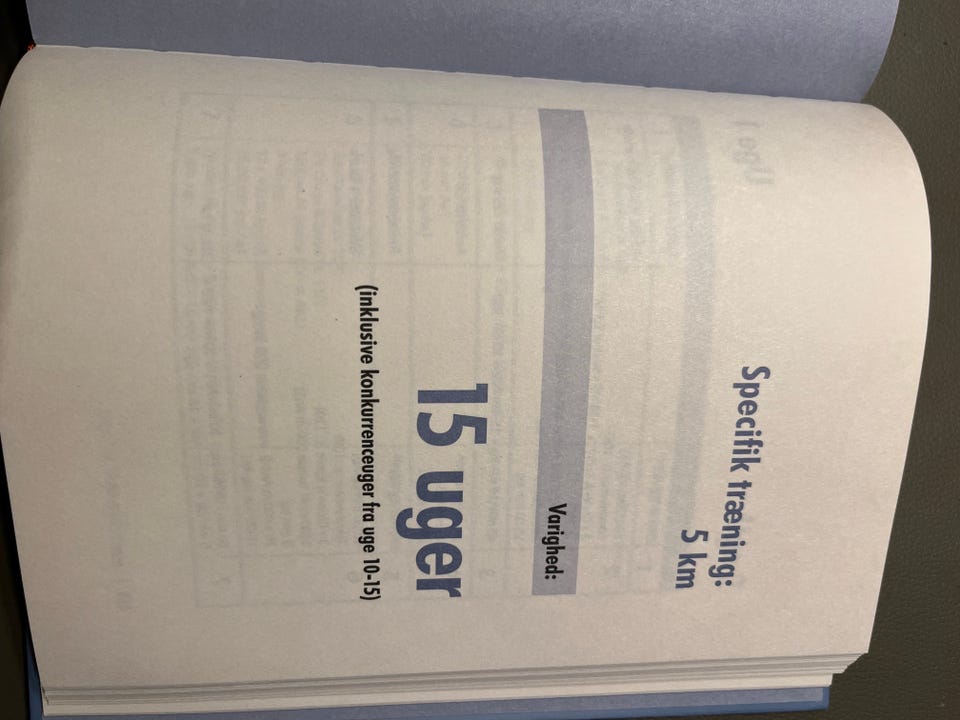 Specifik træning:
5 km
Varighed:
15 uger
(inklusive konkurrenceuger fra uge 10-15)